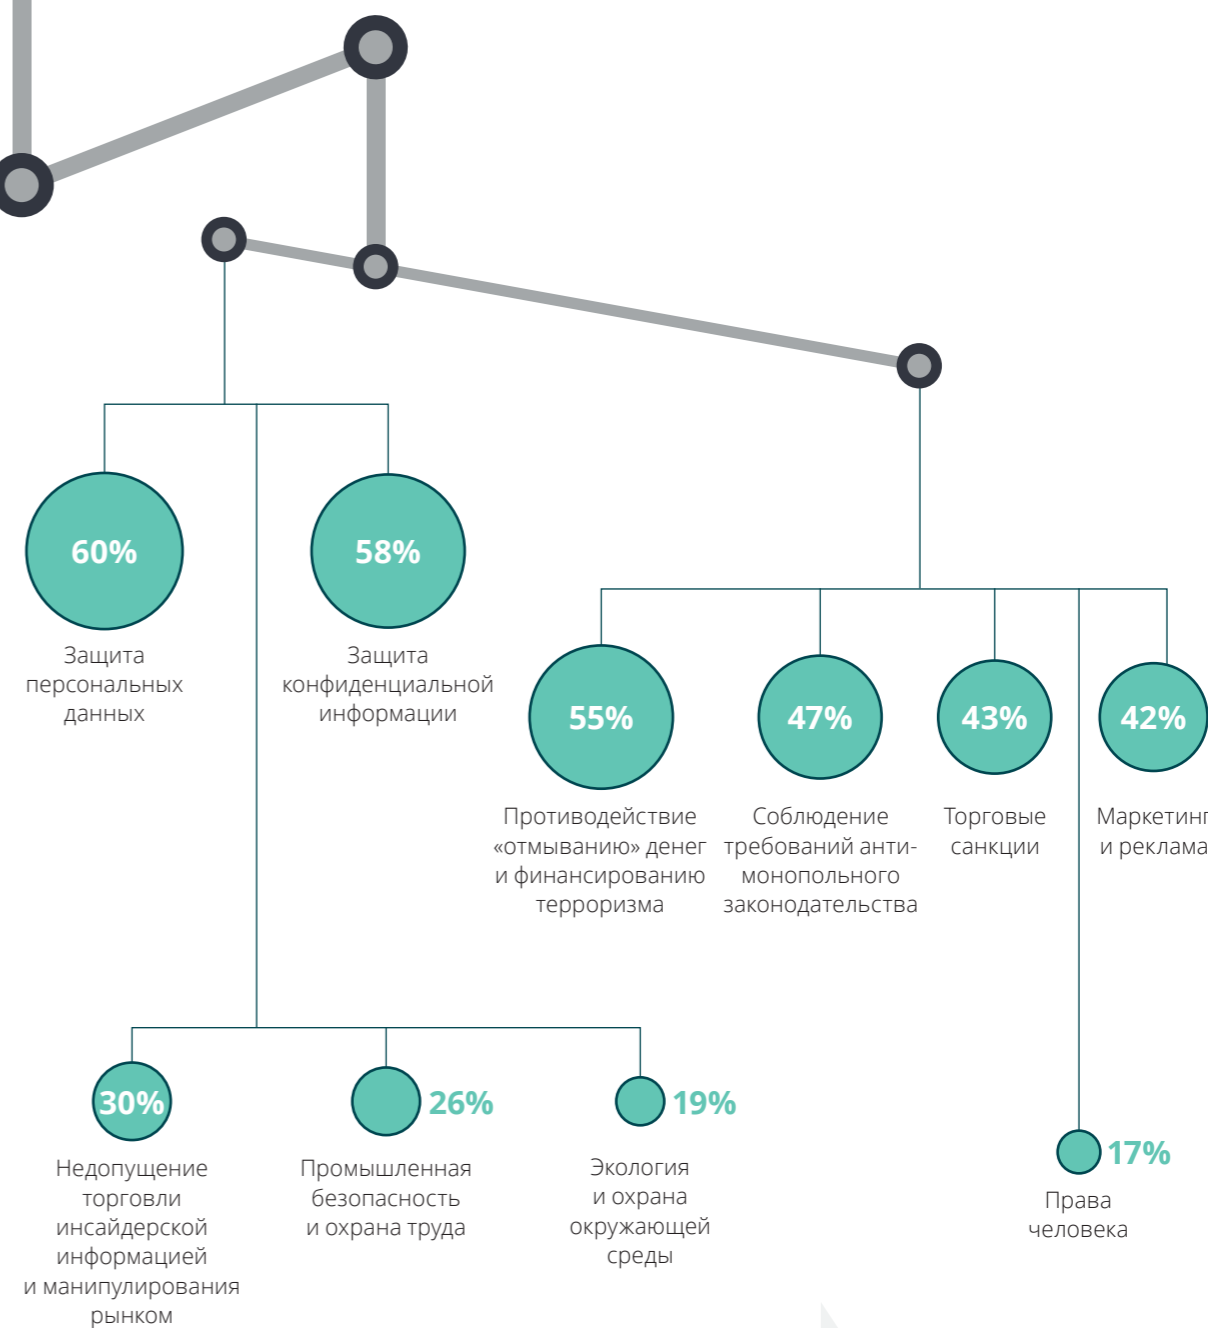 60%
Защита
персональных
данных
58%
Защита
конфиденциальной
информации
55%
Противодействие
«отмыванию» денег
и финансированию
терроризма
47%
Соблюдение
требований анти-
монопольного
законодательства
43%
Торговые
санкции
42%
Маркетинг
и реклама
30%
Недопущение
торговли
инсайдерской
информацией
и манипулирования
рынком
26%
Промышленная
безопасность
и охрана труда
19%
Экология
и охрана
окружающей
среды
17%
Права
человека